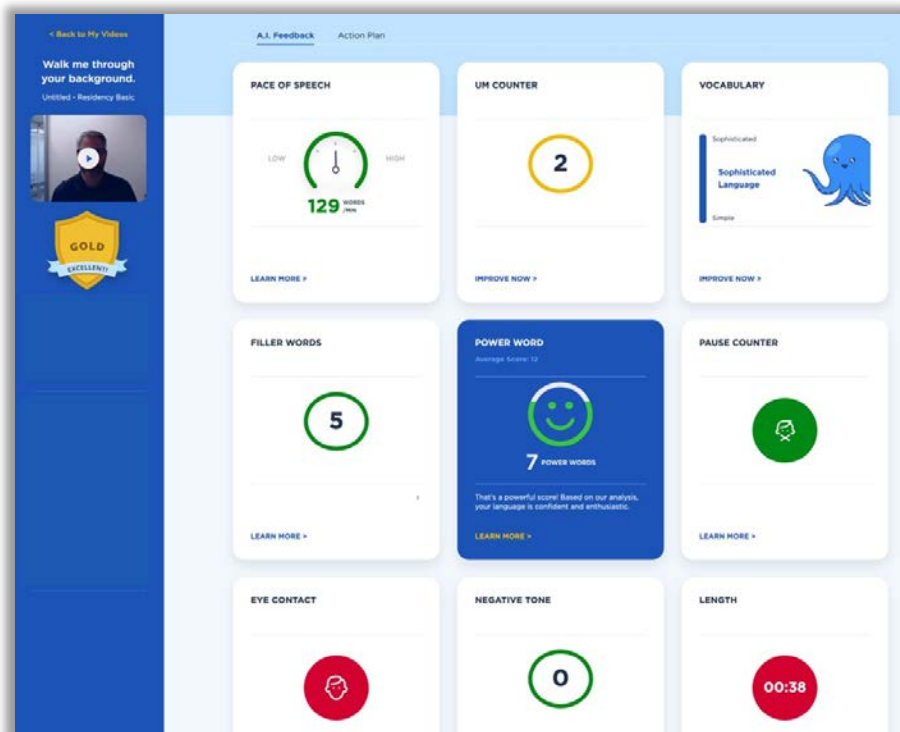 < Back to My Videos
Walk me through
your background.
Untitled - Residency Basic
GOLD
EXCELLENT!
A.I. Feedback
Action Plan
PACE OF SPEECH
LOW
HIGH
129 WORDS
/MIN
LEARN MORE >
UM COUNTER
2
IMPROVE NOW >
VOCABULARY
Sophisticated
Sophisticated
Language
Simple
IMPROVE NOW >
FILLER WORDS
5
>
LEARN MORE >
POWER WORD
Average Score: 12
7 POWER WORDS
That's a powerful score! Based on our analysis,
your language is confident and enthusiastic.
LEARN MORE >
PAUSE COUNTER
LEARN MORE >
EYE CONTACT
NEGATIVE TONE
0
LENGTH
00:38